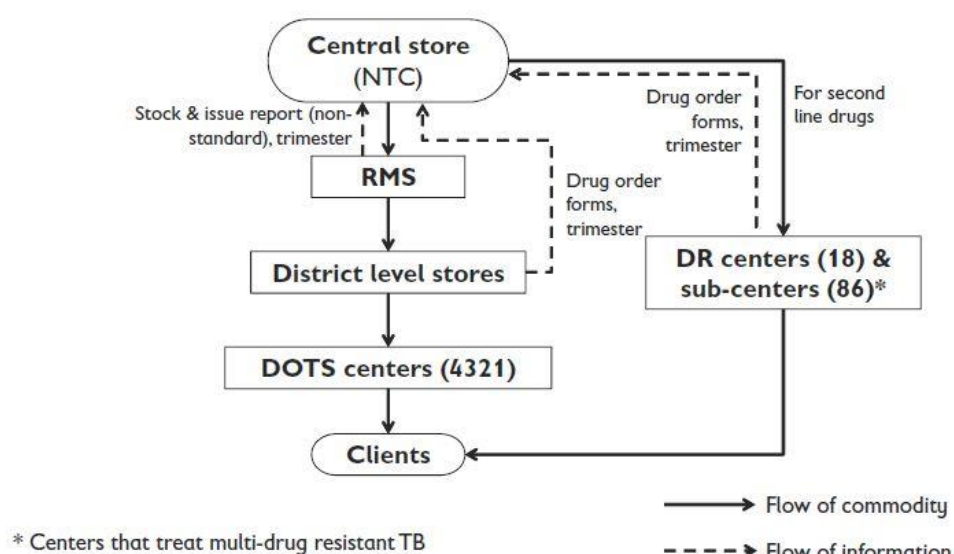 Central store
(NTC)
Stock & issue report (non-
standard), trimester
Drug order
forms,
trimester
For second
line drugs
RMS
Drug order
forms,
trimester
District level stores
DR centers (18) &
sub-centers (86)*
DOTS centers (4321)
Clients
Flow of commodity
* Centers that treat multi-drug resistant TB
Flow of information